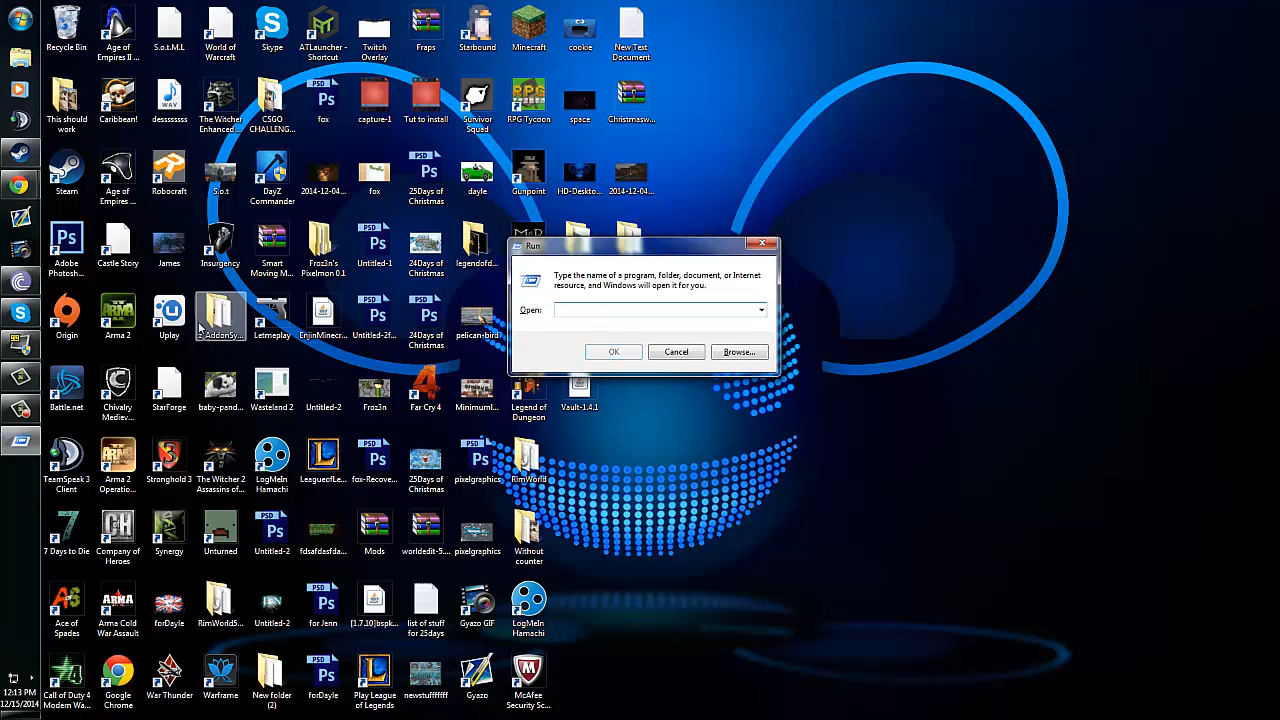 Recycle Bin
Age of
Empires II ...
S.o.t.M.L
World of
Warcraft
Skype
ATLauncher -
Shortcut
Twitch
Overlay
Fraps
Starbound
Minecraft
cookie
New Text
Document
This should
work
Caribbean!
desssssss
The Witcher
Enhanced ...
CSGO
CHALLENG...
fox
capture-1
Tut to install
Survivor
Squad
RPG Tycoon
space
Christmasw...
Steam
Age of
Empires ...
Robocraft
S.o.t
DayZ
Commander
2014-12-04...
fox
25Days of
Christmas
dayle
Gunpoint
HD-Deskto...
2014-12-04...
Adobe
Photosh...
Castle Story
James
Insurgency
Smart
Moving M...
Froz3n's
Pixelmon 0.1
Untitled-1
24Days of
Christmas
legendofd...
Run
Type the name of a program, folder, document, or Internet
resource, and Windows will open it for you.
Open:
OK
Cancel
Browse...
Origin
Arma 2
Uplay
Letmeplay
EnjinMinecr...
Untitled-2f...
24Days of
Christmas
pelican-bird
Battle.net
Chivalry
Mediev...
StarForge
baby-pand...
Wasteland 2
Untitled-2
Froz3n
Far Cry 4
Minimuml...
Legend of
Dungeon
Vault-1.4.1
TeamSpeak 3
Client
Arma 2
Operatio...
Stronghold 3
The Witcher 2
Assassins of...
LogMeIn
Hamachi
LeagueofLe...
fox-Recove...
25Days of
Christmas
pixelgraphics
RimWorld
7 Days to Die
Company of
Heroes
Synergy
Unturned
Untitled-2
fdsafdasfda...
Mods
worldedit-5...
pixelgraphics
Without
counter
Ace of
Spades
Arma Cold
War Assault
forDayle
RimWorld5...
Untitled-2
for Jenn
[1.7.10]bspk...
list of stuff
for 25days
Gyazo GIF
LogMeIn
Hamachi
Call of Duty 4
Modern Wa...
Google
Chrome
War Thunder
Warframe
New folder
(2)
forDayle
Play League
of Legends
newstufffffff
Gyazo
McAfee
Security Sc...
12:13 PM
12/15/2014